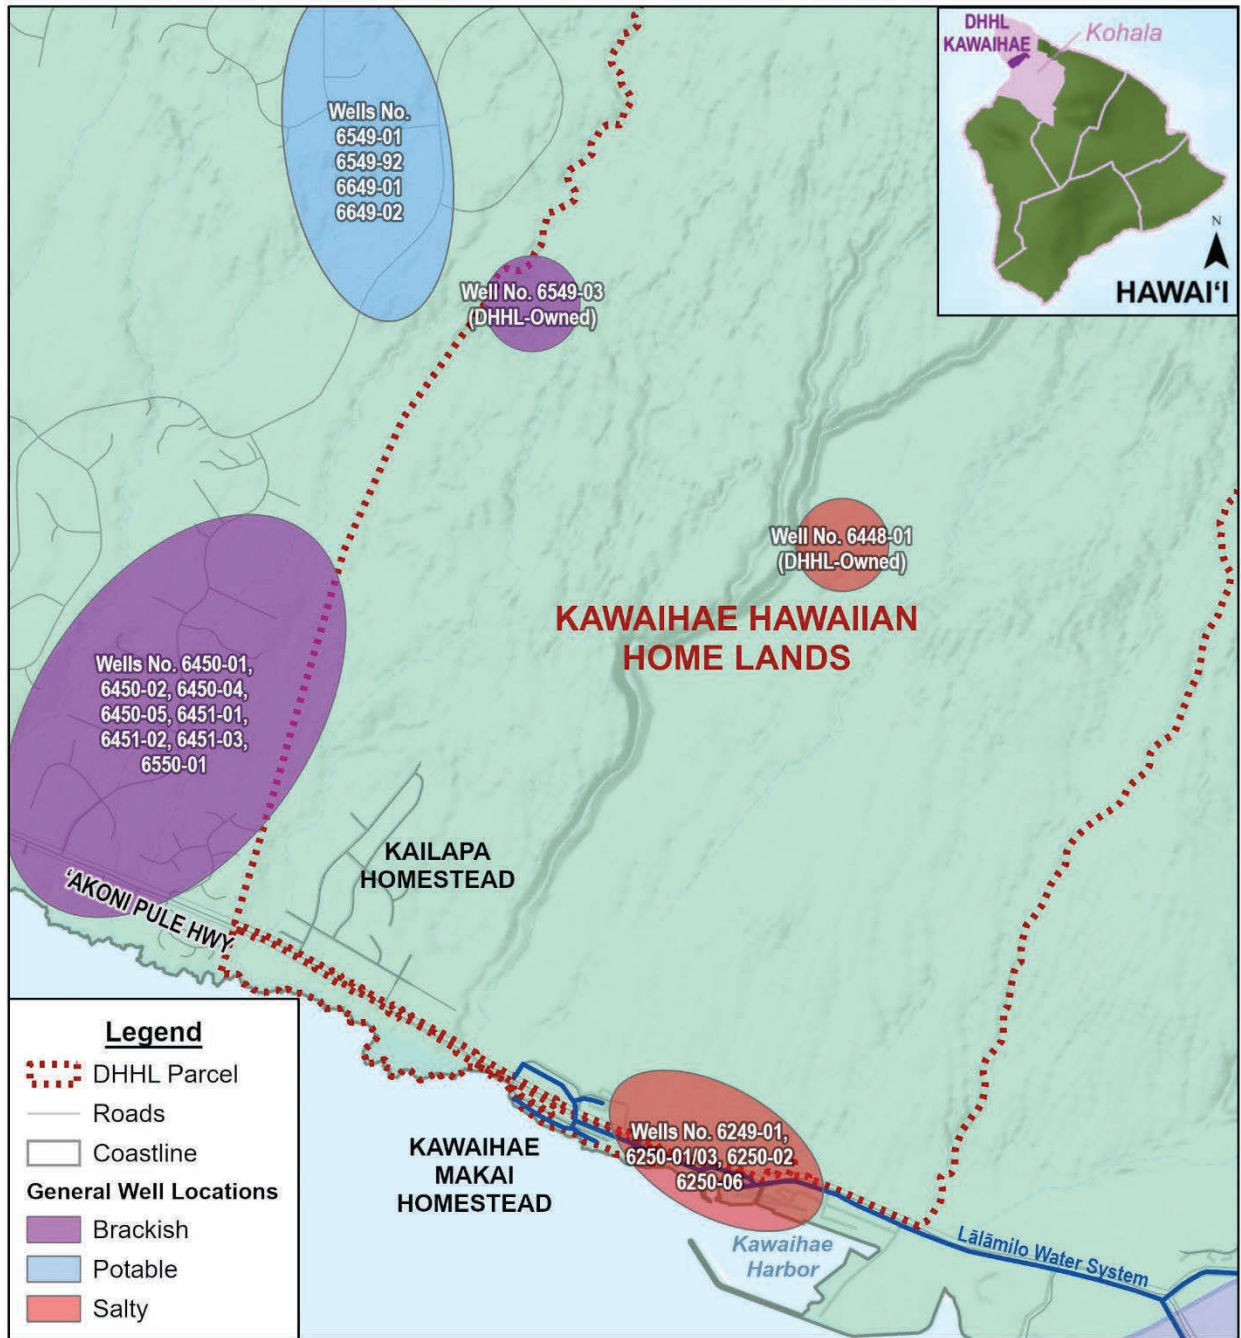 DHHL
KAWAIHAE
Kohala
N
HAWAIʻI
Wells No.
6549-01
6549-92
6649-01
6649-02
Well No. 6549-03
(DHHL-Owned)
Well No. 6448-01
(DHHL-Owned)
KAWAIHAE HAWAIIAN
HOME LANDS
Wells No. 6450-01,
6450-02, 6450-04,
6450-05, 6451-01,
6451-02, 6451-03,
6550-01
KAILAPA
HOMESTEAD
ʻAKONI PULE HWY
Wells No. 6249-01,
6250-01/03, 6250-02
6250-06
KAWAIHAE
MAKAI
HOMESTEAD
Kawaihae
Harbor
Lālāmilo Water System
Legend
DHHL Parcel
Roads
Coastline
General Well Locations
Brackish
Potable
Salty